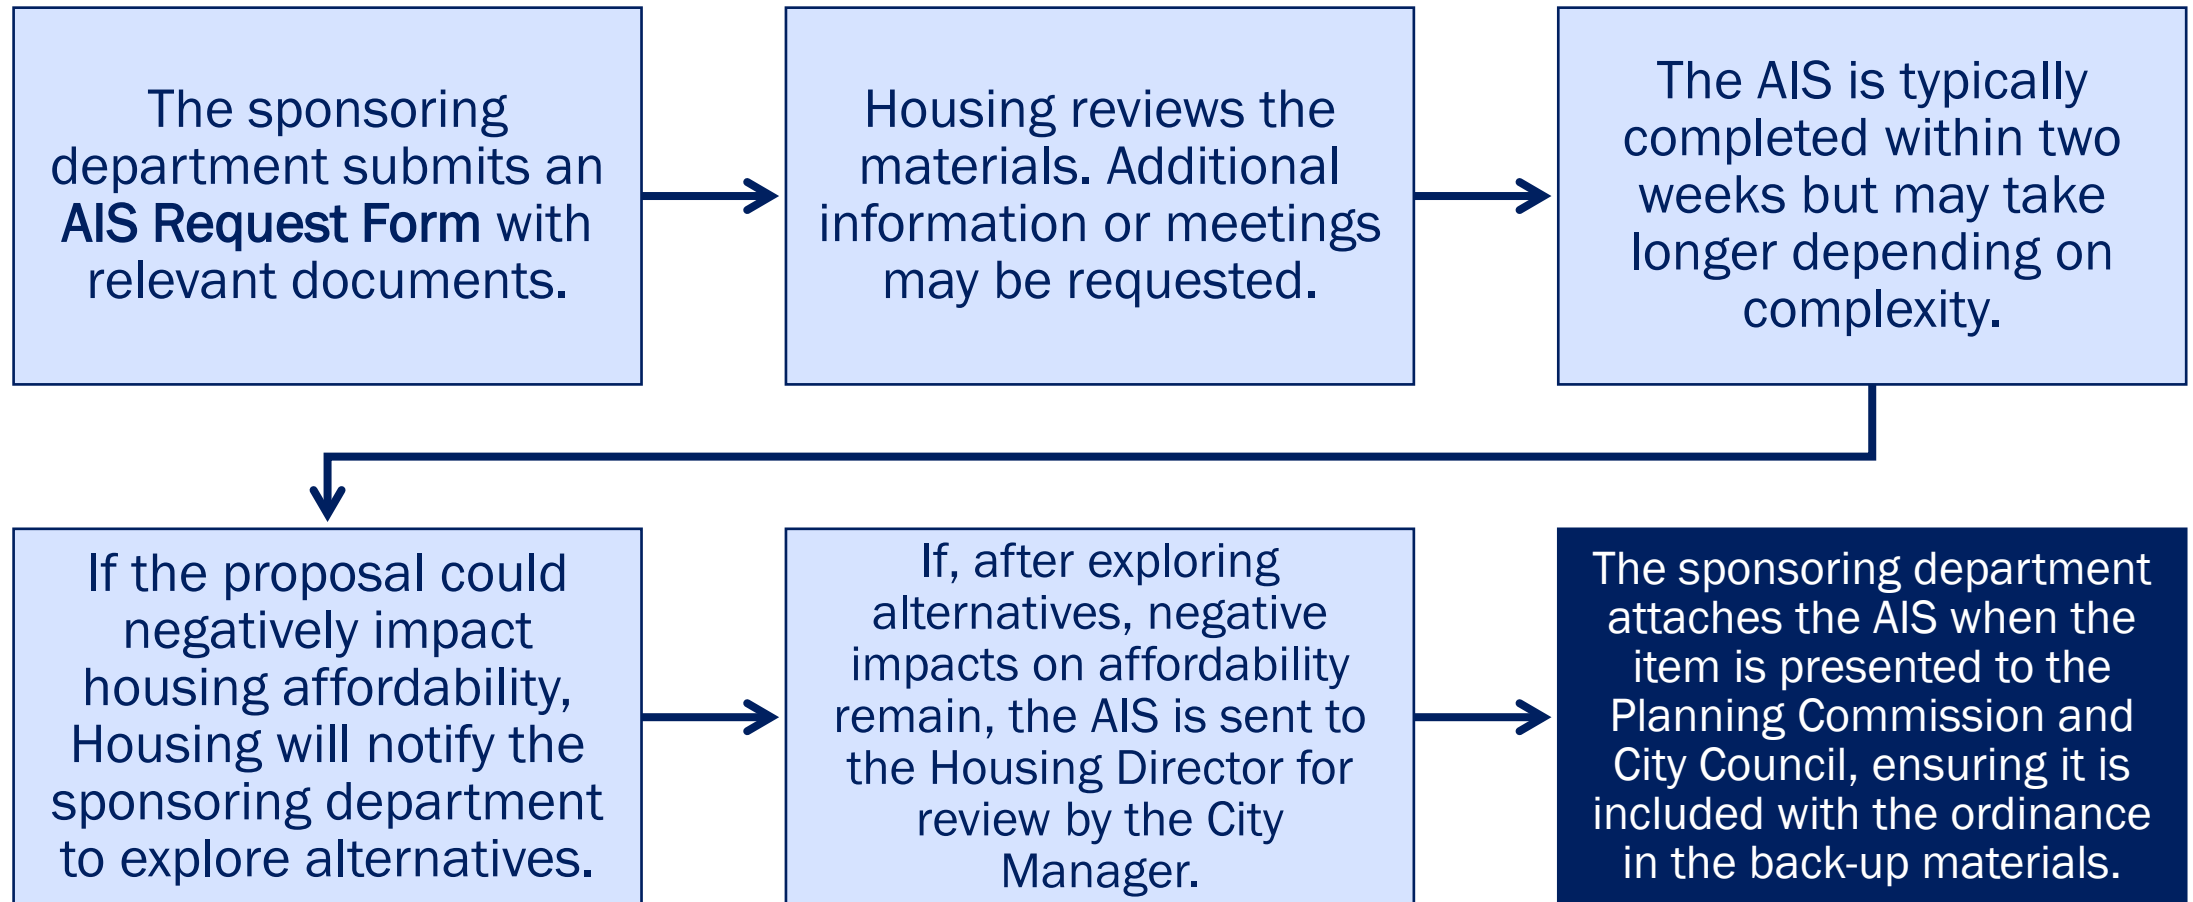 The sponsoring
department submits an
AIS Request Form with
relevant documents.
Housing reviews the
materials. Additional
information or meetings
may be requested.
The AIS is typically
completed within two
weeks but may take
longer depending on
complexity.
If the proposal could
negatively impact
housing affordability,
Housing will notify the
sponsoring department
to explore alternatives.
If, after exploring
alternatives, negative
impacts on affordability
remain, the AIS is sent to
the Housing Director for
review by the City
Manager.
The sponsoring department
attaches the AIS when the
item is presented to the
Planning Commission and
City Council, ensuring it is
included with the ordinance
in the back-up materials.